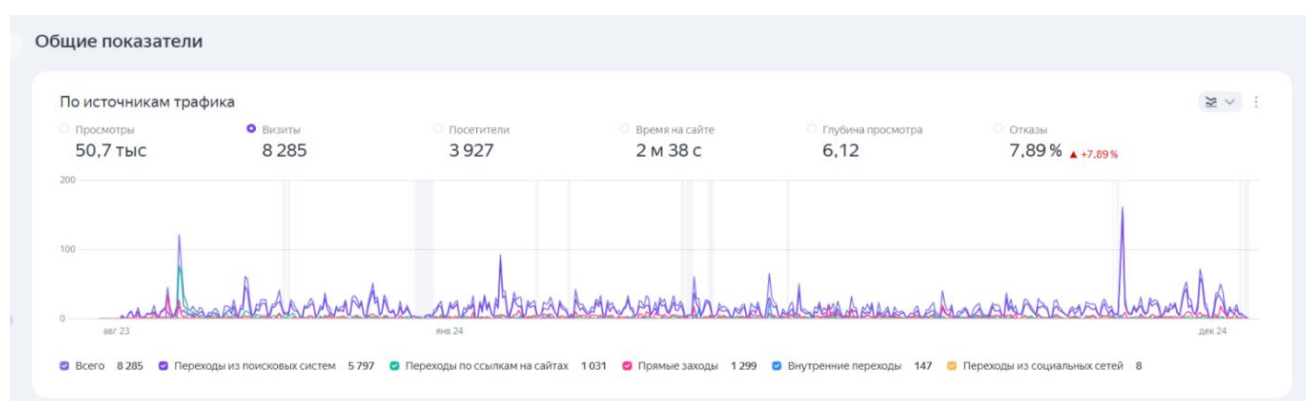 Общие показатели
По источникам трафика
Просмотры Визиты Посетители Время на сайте Глубина просмотра Отказы
50,7 тыс 8 285 3 927 2 м 38 с 6,12 7,89 % ▲ +7,89 %
200
100
0
авг 23 янв 24 дек 24
Всего 8 285 Переходы из поисковых систем 5 797 Переходы по ссылкам на сайтах 1 031 Прямые заходы 1 299 Внутренние переходы 147 Переходы из социальных сетей 8